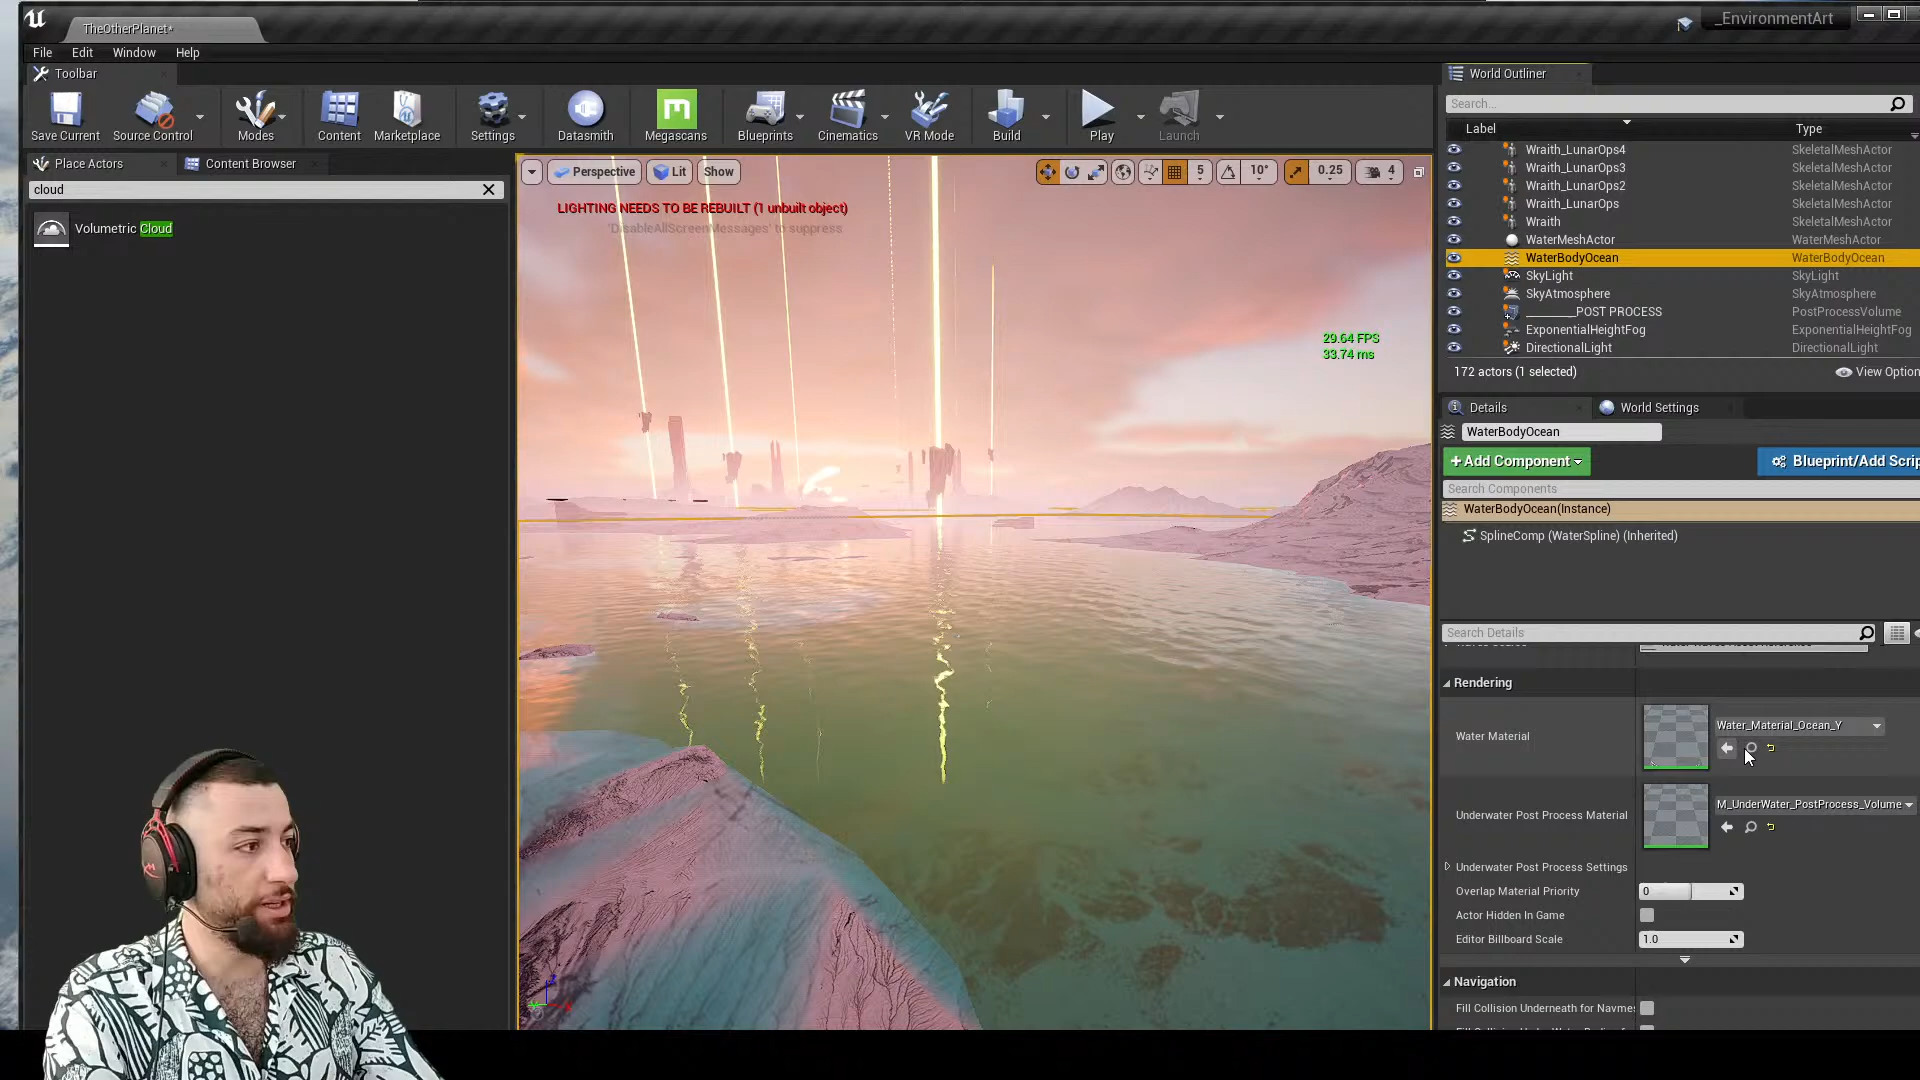 TheOtherPlanet*
_EnvironmentArt
File Edit Window Help
Toolbar
Save Current
Source Control
Modes
Content
Marketplace
Settings
Datasmith
Megascans
Blueprints
Cinematics
VR Mode
Build
Play
Launch
Place Actors
Content Browser
cloud
Volumetric Cloud
Perspective
Lit
Show
5
10°
0.25
4
LIGHTING NEEDS TO BE REBUILT (1 unbuilt object)
'DisableAllScreenMessages' to suppress
29.64 FPS
33.74 ms
World Outliner
Search...
Label Type
Wraith_LunarOps4 SkeletalMeshActor
Wraith_LunarOps3 SkeletalMeshActor
Wraith_LunarOps2 SkeletalMeshActor
Wraith_LunarOps SkeletalMeshActor
Wraith SkeletalMeshActor
WaterMeshActor WaterMeshActor
WaterBodyOcean WaterBodyOcean
SkyLight SkyLight
SkyAtmosphere SkyAtmosphere
________POST PROCESS PostProcessVolume
ExponentialHeightFog ExponentialHeightFog
DirectionalLight DirectionalLight
172 actors (1 selected)
View Option
Details
World Settings
WaterBodyOcean
+Add Component
Blueprint/Add Scrip
Search Components
WaterBodyOcean(Instance)
SplineComp (WaterSpline) (Inherited)
Search Details
Rendering
Water Material
Water_Material_Ocean_Y
Underwater Post Process Material
M_UnderWater_PostProcess_Volume
Underwater Post Process Settings
Overlap Material Priority 0
Actor Hidden In Game
Editor Billboard Scale 1.0
Navigation
Fill Collision Underneath for Navmes